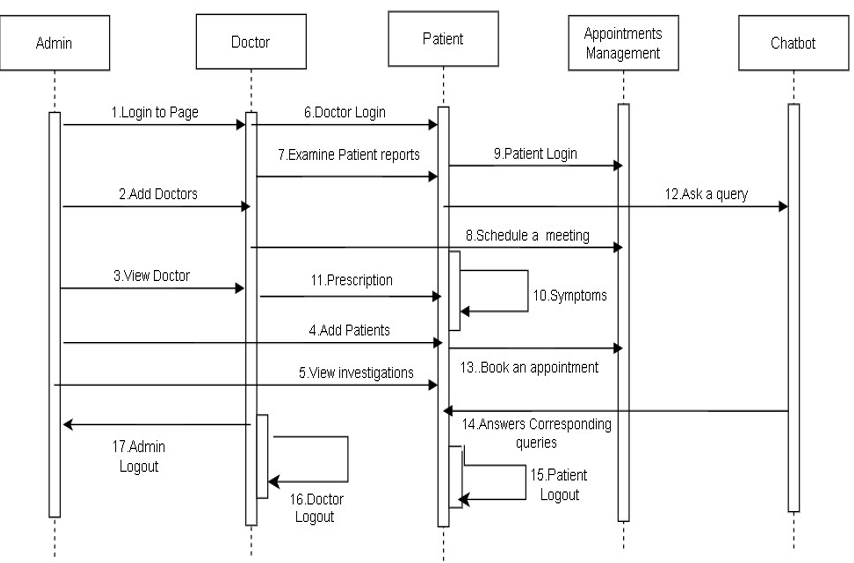 Admin
Doctor
Patient
Appointments
Management
Chatbot
1.Login to Page
6.Doctor Login
7.Examine Patient reports
9.Patient Login
2.Add Doctors
12.Ask a query
8.Schedule a meeting
3.View Doctor
11.Prescription
10.Symptoms
4.Add Patients
13..Book an appointment
5.View investigations
14.Answers Corresponding
queries
17.Admin
Logout
15.Patient
Logout
16.Doctor
Logout